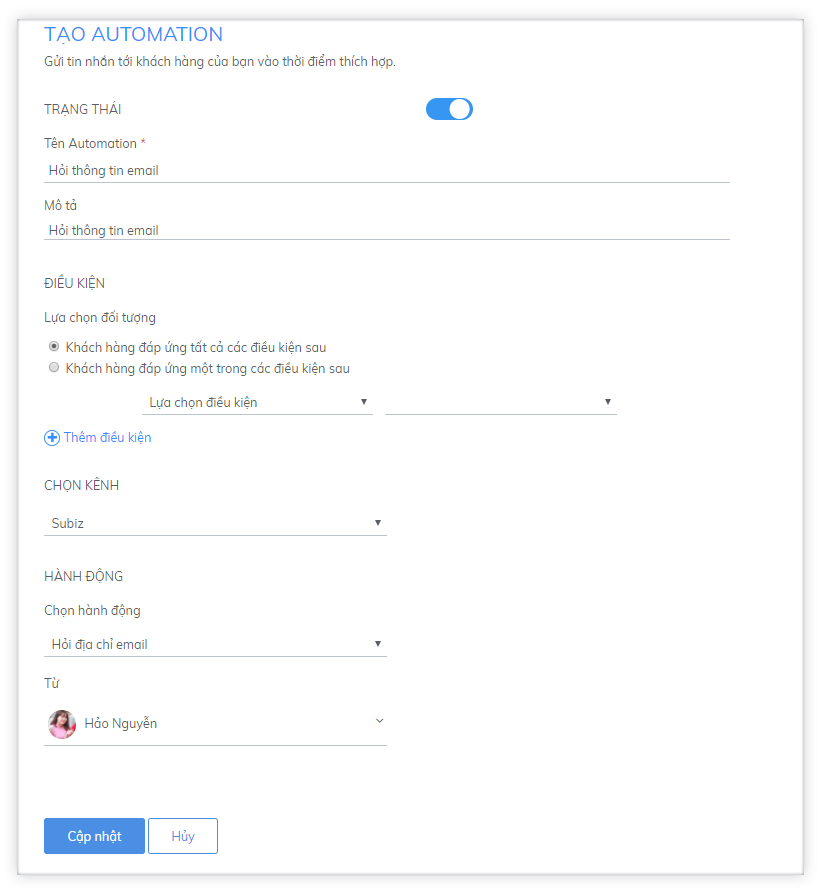 TẠO AUTOMATION
Gửi tin nhắn tới khách hàng của bạn vào thời điểm thích hợp.
TRẠNG THÁI
Tên Automation *
Hỏi thông tin email
Mô tả
Hỏi thông tin email
ĐIỀU KIỆN
Lựa chọn đối tượng
Khách hàng đáp ứng tất cả các điều kiện sau
Khách hàng đáp ứng một trong các điều kiện sau
Lựa chọn điều kiện
Thêm điều kiện
CHỌN KÊNH
Subiz
HÀNH ĐỘNG
Chọn hành động
Hỏi địa chỉ email
Từ
Hảo Nguyễn
Cập nhật Hủy